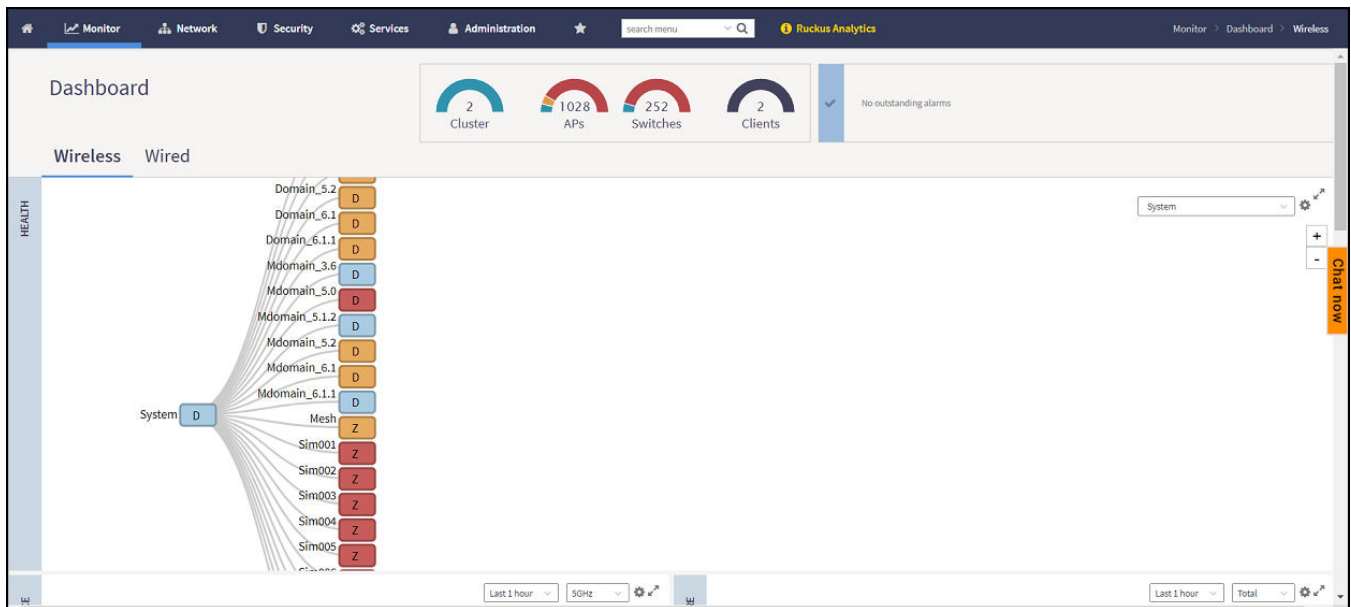 Monitor Network Security Services Administration search menu Ruckus Analytics Monitor > Dashboard > Wireless
Dashboard
2
Cluster
1028
APs
252
Switches
2
Clients
No outstanding alarms
Wireless Wired
HEALTH
System
+
-
Chat now
Domain_5.2 D
Domain_6.1 D
Domain_6.1.1 D
Mdomain_3.6 D
Mdomain_5.0 D
Mdomain_5.1.2 D
Mdomain_5.2 D
Mdomain_6.1 D
Mdomain_6.1.1 D
System D
Mesh Z
Sim001 Z
Sim002 Z
Sim003 Z
Sim004 Z
Sim005 Z
Last 1 hour 5GHz
Last 1 hour Total